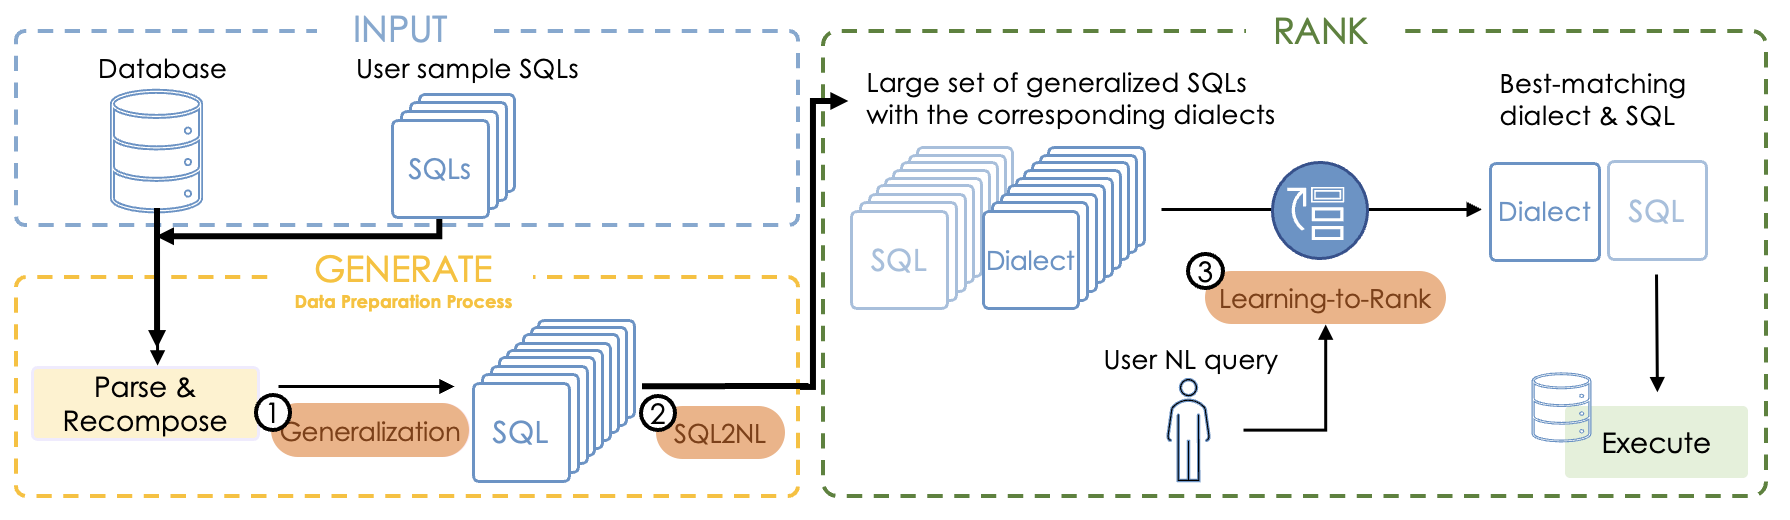 INPUT
Database
User sample SQLs
SQLs
GENERATE
Data Preparation Process
Parse &
Recompose
1
Generalization
SQL
2
SQL2NL
RANK
Large set of generalized SQLs
with the corresponding dialects
SQL
Dialect
3
Learning-to-Rank
User NL query
Best-matching
dialect & SQL
Dialect
SQL
Execute